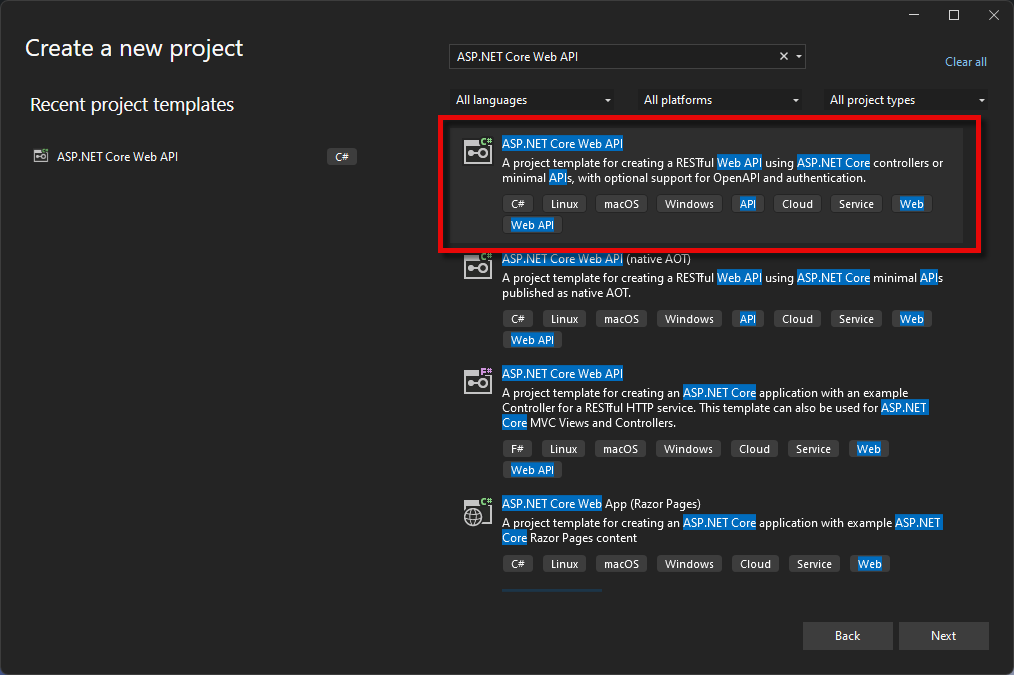 Create a new project
ASP.NET Core Web API
Clear all
Recent project templates
All languages
All platforms
All project types
ASP.NET Core Web API
C#
C#
ASP.NET Core Web API
A project template for creating a RESTful Web API using ASP.NET Core controllers or
minimal APIs, with optional support for OpenAPI and authentication.
C# Linux macOS Windows API Cloud Service Web
Web API
C#
ASP.NET Core Web API (native AOT)
A project template for creating a RESTful Web API using ASP.NET Core minimal APIs
published as native AOT.
C# Linux macOS Windows API Cloud Service Web
Web API
F#
ASP.NET Core Web API
A project template for creating an ASP.NET Core application with an example
Controller for a RESTful HTTP service. This template can also be used for ASP.NET
Core MVC Views and Controllers.
F# Linux macOS Windows Cloud Service Web
Web API
C#
ASP.NET Core Web App (Razor Pages)
A project template for creating an ASP.NET Core application with example ASP.NET
Core Razor Pages content
C# Linux macOS Windows Cloud Service Web
Back
Next